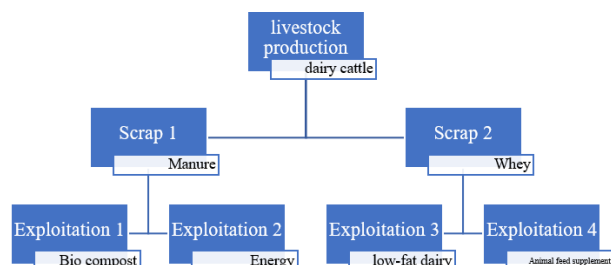 livestock
production
dairy cattle
Scrap 1
Manure
Scrap 2
Whey
Exploitation 1
Bio compost
Exploitation 2
Energy
Exploitation 3
low-fat dairy
Exploitation 4
Animal feed supplement